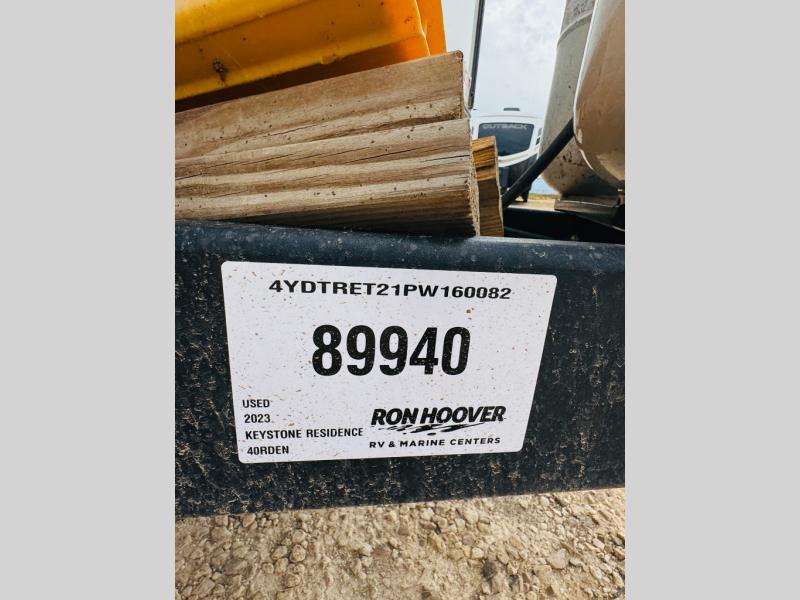 OUTBACK
4YDTRET21PW160082
89940
USED
2023
KEYSTONE RESIDENCE
40RDEN
RON HOOVER
RV & MARINE CENTERS